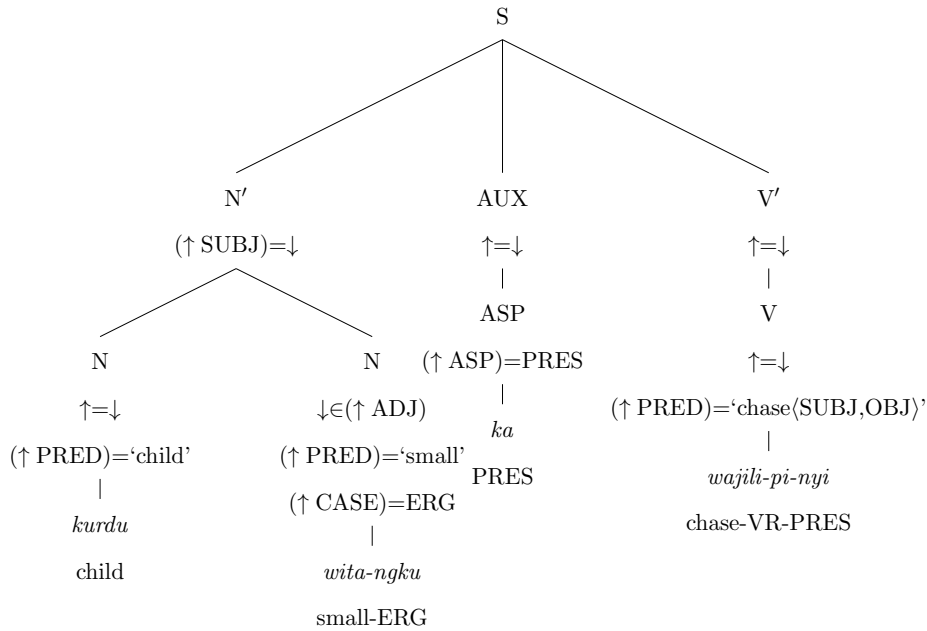 S
N′ AUX V′
(↑ SUBJ)=↓ ↑=↓ ↑=↓
ASP V
N N (↑ ASP)=PRES ↑=↓
↑=↓ ↓∈(↑ ADJ) (↑ PRED)=‘chase⟨SUBJ,OBJ⟩’
ka
(↑ PRED)=‘child’ (↑ PRED)=‘small’ PRES wajili-pi-nyi
(↑ CASE)=ERG
kurdu chase-VR-PRES
child wita-ngku
small-ERG